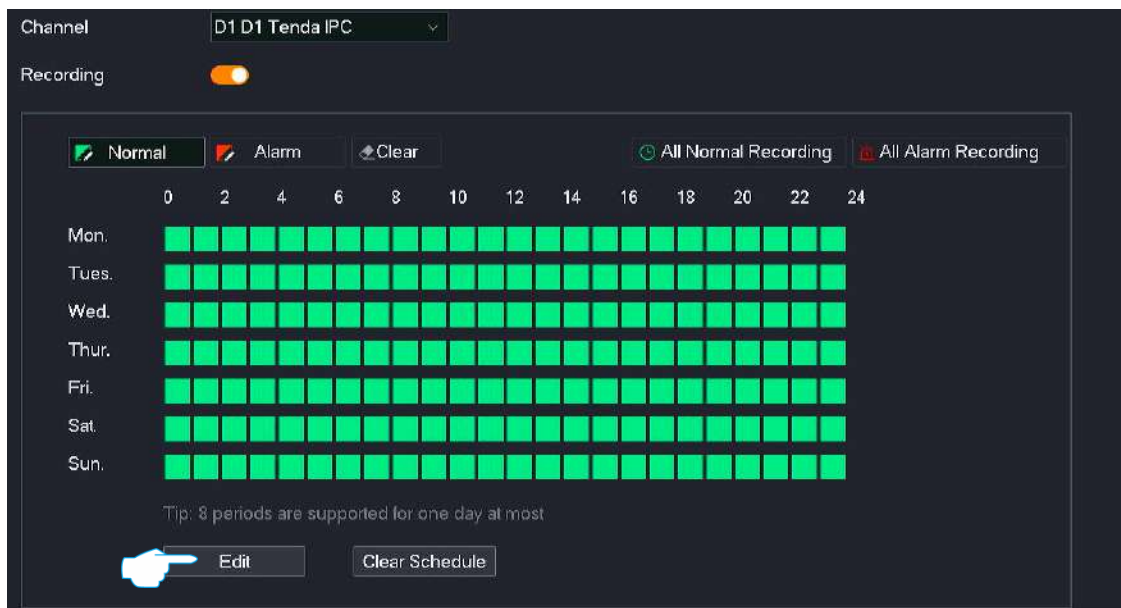 Channel D1 D1 Tenda IPC
Recording
Normal Alarm Clear All Normal Recording All Alarm Recording
0 2 4 6 8 10 12 14 16 18 20 22 24
Mon.
Tues.
Wed.
Thur.
Fri.
Sat.
Sun.
Tip: 8 periods are supported for one day at most
Edit Clear Schedule